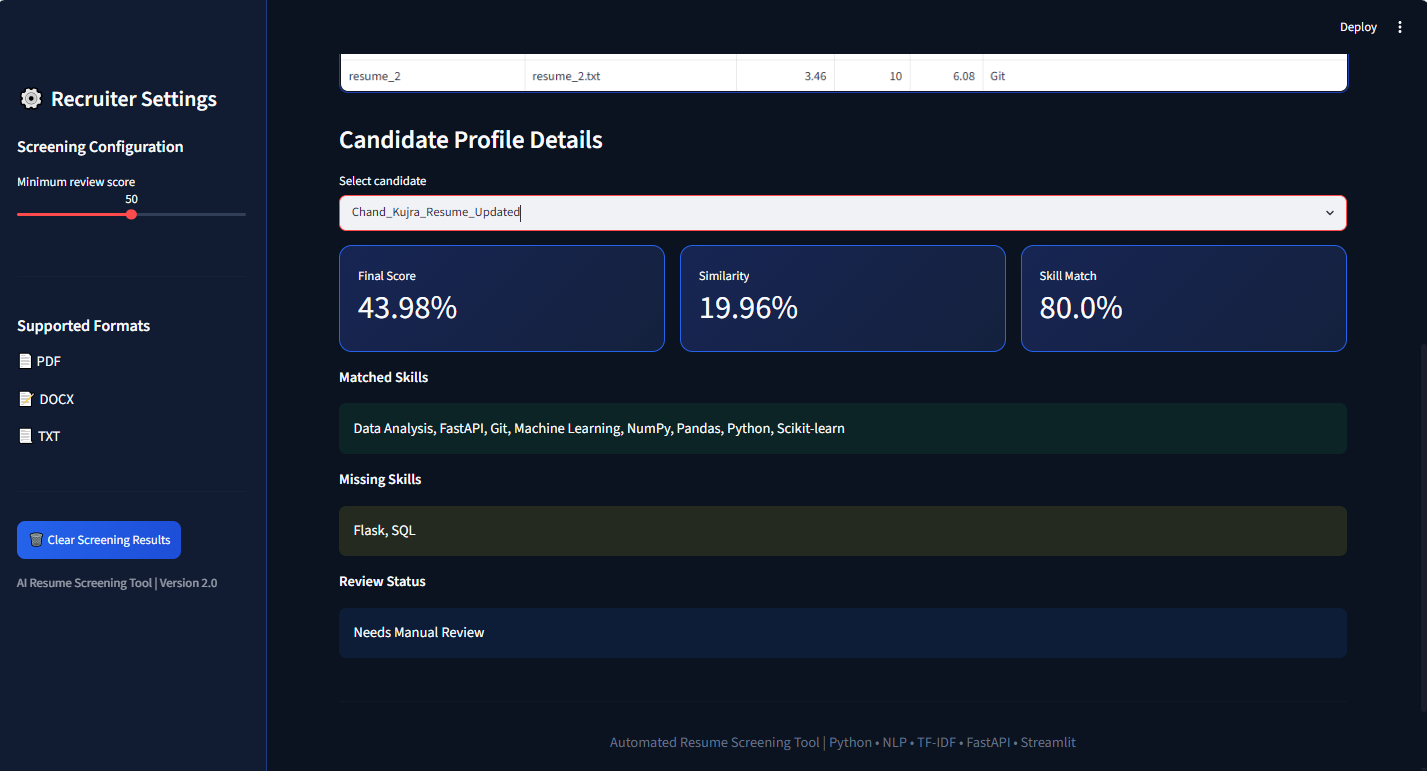 Deploy
Recruiter Settings
Screening Configuration
Minimum review score
50
Supported Formats
PDF
DOCX
TXT
Clear Screening Results
AI Resume Screening Tool | Version 2.0
resume_2 resume_2.txt 3.46 10 6.08 Git
Candidate Profile Details
Select candidate
Chand_Kujra_Resume_Updated
Final Score Similarity Skill Match
43.98% 19.96% 80.0%
Matched Skills
Data Analysis, FastAPI, Git, Machine Learning, NumPy, Pandas, Python, Scikit-learn
Missing Skills
Flask, SQL
Review Status
Needs Manual Review
Automated Resume Screening Tool | Python • NLP • TF-IDF • FastAPI • Streamlit